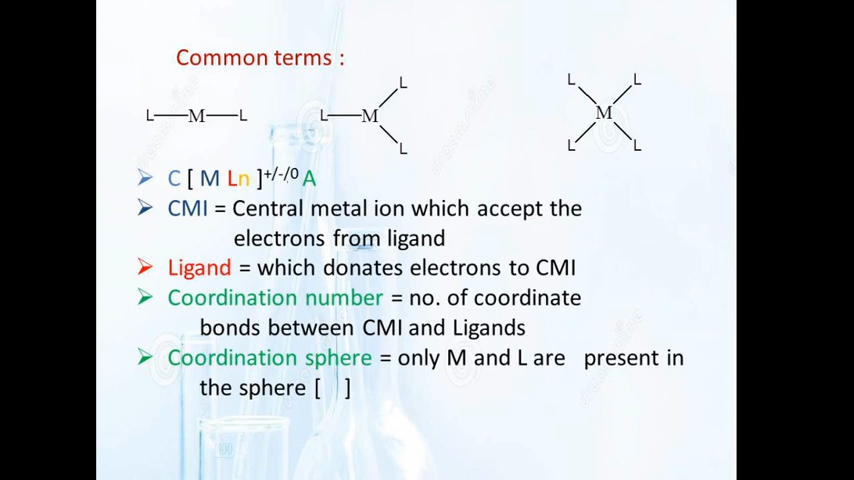 Common terms :
L L L
L—M—L L—M M
L L L
C [ M Ln ]+/-/0 A
CMI = Central metal ion which accept the
electrons from ligand
Ligand = which donates electrons to CMI
Coordination number = no. of coordinate
bonds between CMI and Ligands
Coordination sphere = only M and L are present in
the sphere [ ]